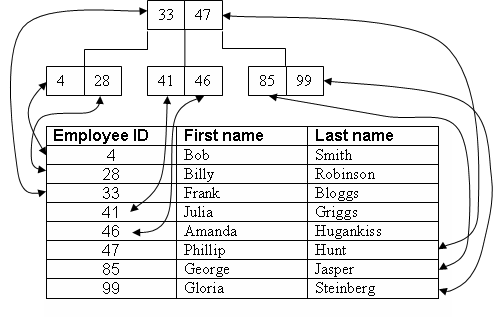 33 47
4 28 41 46 85 99
Employee ID First name Last name
4 Bob Smith
28 Billy Robinson
33 Frank Bloggs
41 Julia Griggs
46 Amanda Hugankiss
47 Phillip Hunt
85 George Jasper
99 Gloria Steinberg